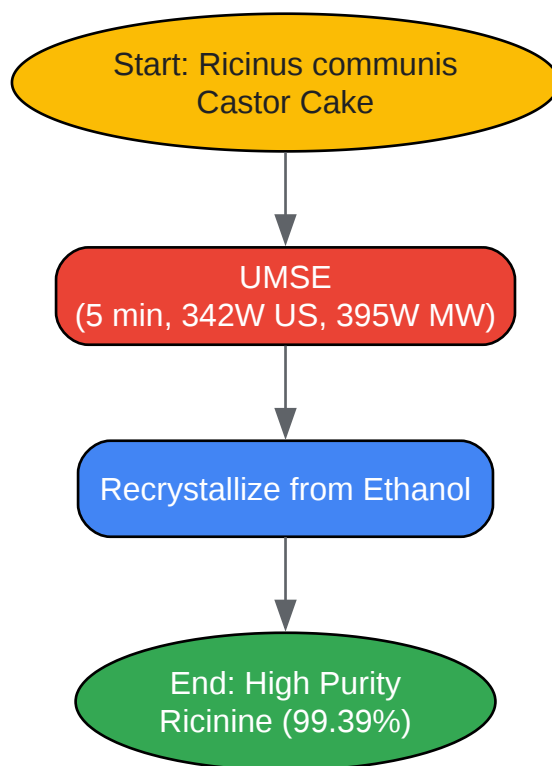 Start: Ricinus communis
Castor Cake
UMSE
(5 min, 342W US, 395W MW)
Recrystallize from Ethanol
End: High Purity
Ricinine (99.39%)